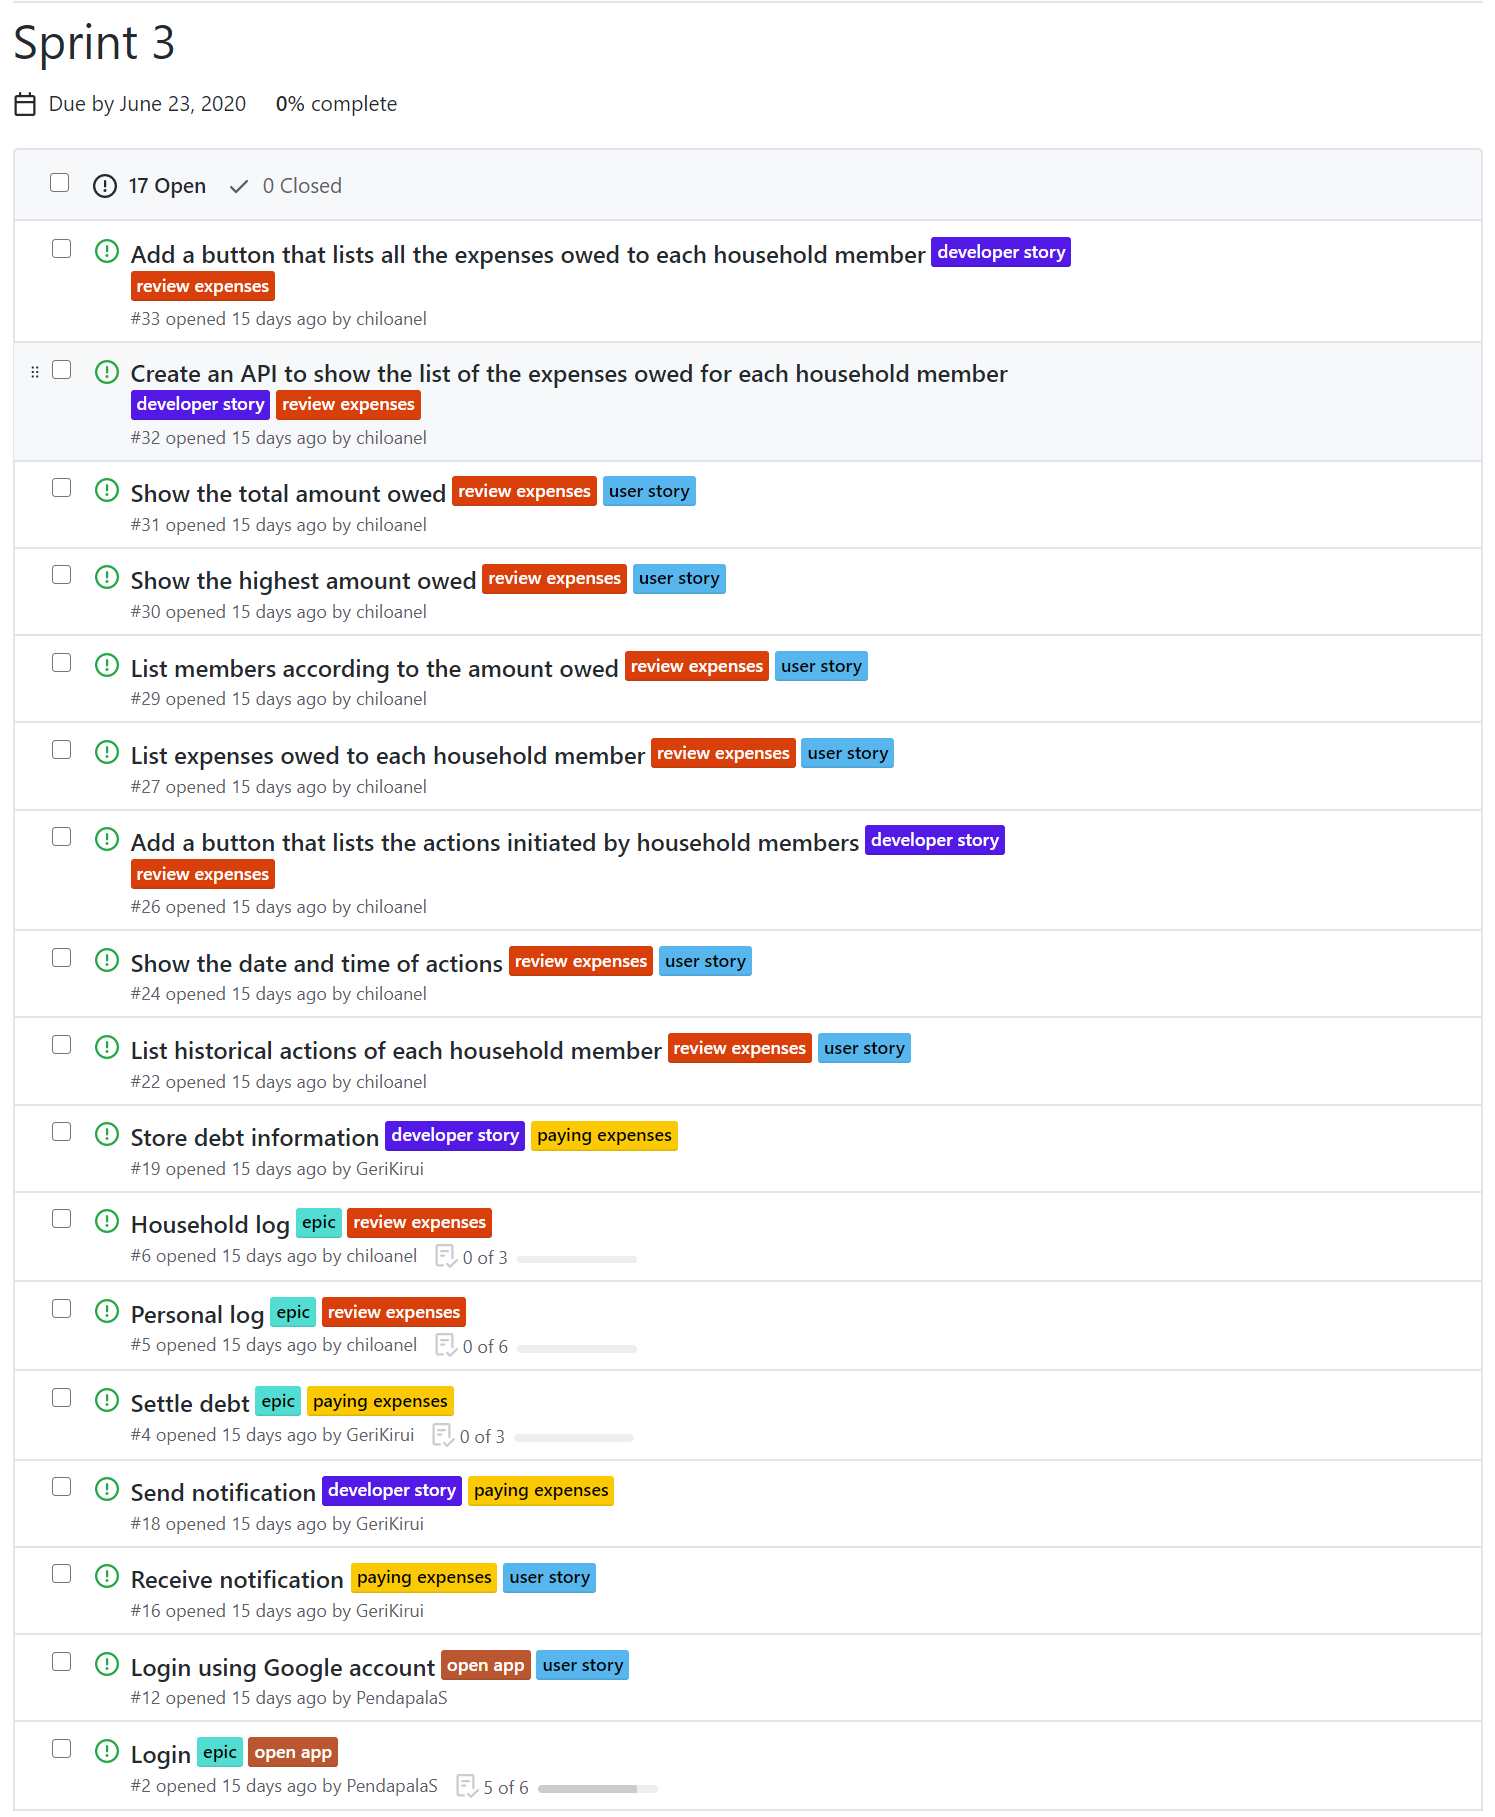 Sprint 3
Due by June 23, 2020 0% complete
17 Open 0 Closed
Add a button that lists all the expenses owed to each household member developer story
review expenses
#33 opened 15 days ago by chiloanel
Create an API to show the list of the expenses owed for each household member
developer story review expenses
#32 opened 15 days ago by chiloanel
Show the total amount owed review expenses user story
#31 opened 15 days ago by chiloanel
Show the highest amount owed review expenses user story
#30 opened 15 days ago by chiloanel
List members according to the amount owed review expenses user story
#29 opened 15 days ago by chiloanel
List expenses owed to each household member review expenses user story
#27 opened 15 days ago by chiloanel
Add a button that lists the actions initiated by household members developer story
review expenses
#26 opened 15 days ago by chiloanel
Show the date and time of actions review expenses user story
#24 opened 15 days ago by chiloanel
List historical actions of each household member review expenses user story
#22 opened 15 days ago by chiloanel
Store debt information developer story paying expenses
#19 opened 15 days ago by GeriKirui
Household log epic review expenses
#6 opened 15 days ago by chiloanel 0 of 3
Personal log epic review expenses
#5 opened 15 days ago by chiloanel 0 of 6
Settle debt epic paying expenses
#4 opened 15 days ago by GeriKirui 0 of 3
Send notification developer story paying expenses
#18 opened 15 days ago by GeriKirui
Receive notification paying expenses user story
#16 opened 15 days ago by GeriKirui
Login using Google account open app user story
#12 opened 15 days ago by PendapalaS
Login epic open app
#2 opened 15 days ago by PendapalaS 5 of 6